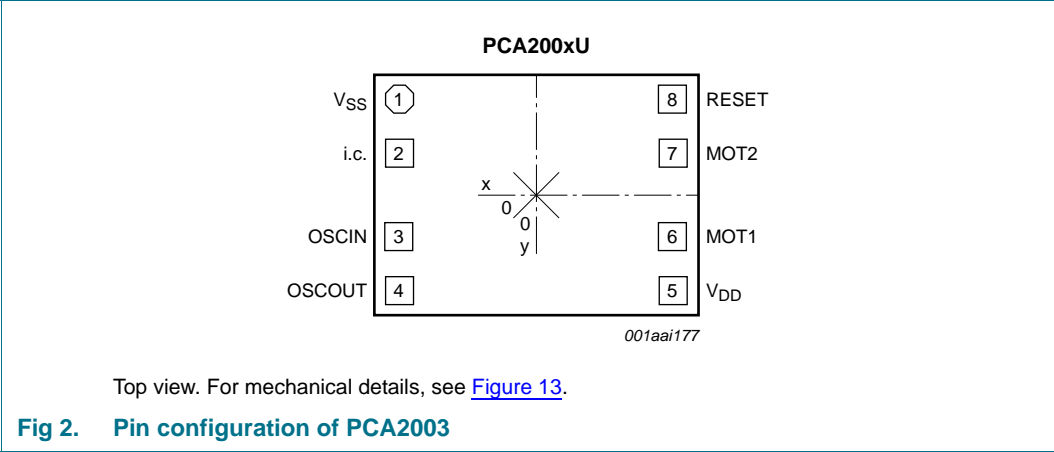 PCA200xU
VSS 1 8 RESET
i.c. 2 7 MOT2
x
0
0
y
OSCIN 3 6 MOT1
OSCOUT 4 5 VDD
001aai177
Top view. For mechanical details, see Figure 13.
Fig 2. Pin configuration of PCA2003